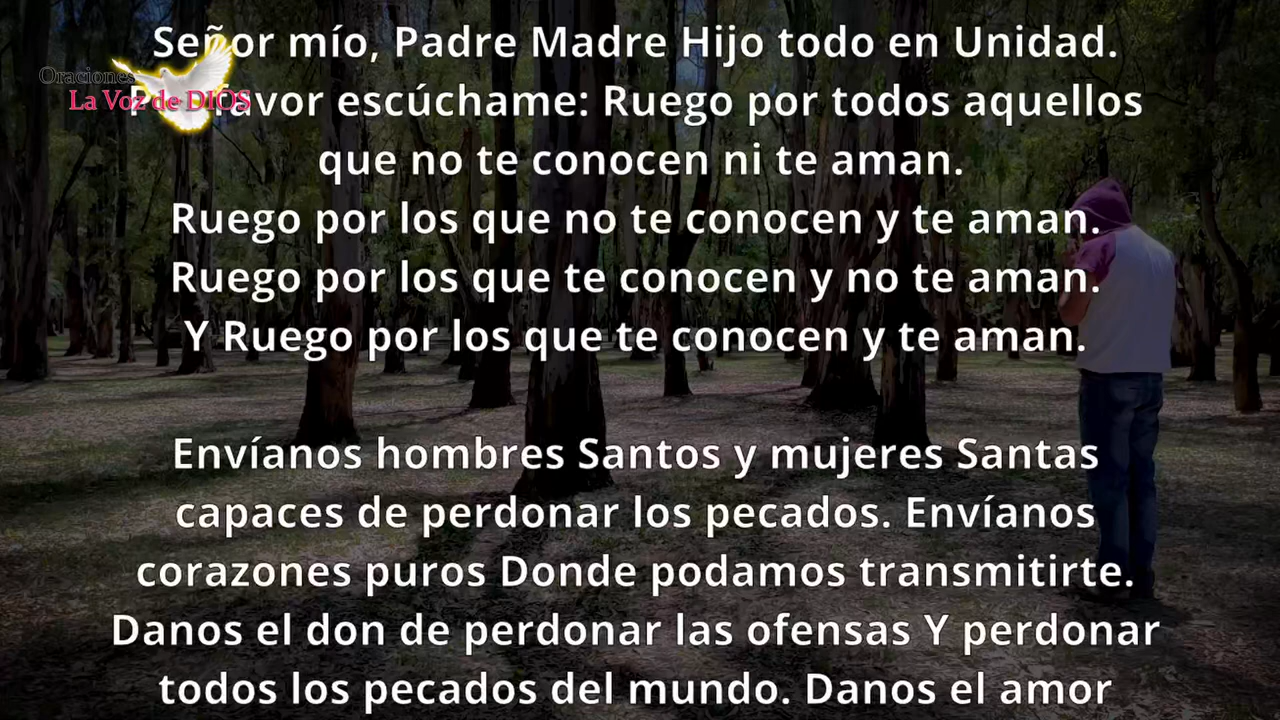 Señor mío, Padre Madre Hijo todo en Unidad.
Oraciones
La Voz de DIOS
favor escúchame: Ruego por todos aquellos
que no te conocen ni te aman.
Ruego por los que no te conocen y te aman.
Ruego por los que te conocen y no te aman.
Y Ruego por los que te conocen y te aman.
Envíanos hombres Santos y mujeres Santas
capaces de perdonar los pecados. Envíanos
corazones puros Donde podamos transmitirte.
Danos el don de perdonar las ofensas Y perdonar
todos los pecados del mundo. Danos el amor